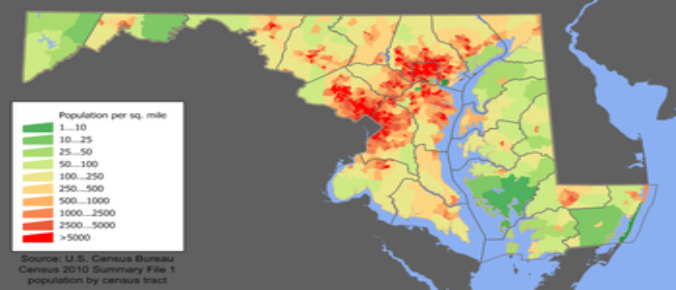 Population per sq. mile
1...10
10...25
25...50
50...100
100...250
250...500
500...1000
1000...2500
2500...5000
>5000
Source: U.S. Census Bureau
Census 2010 Summary File 1
population by census tract